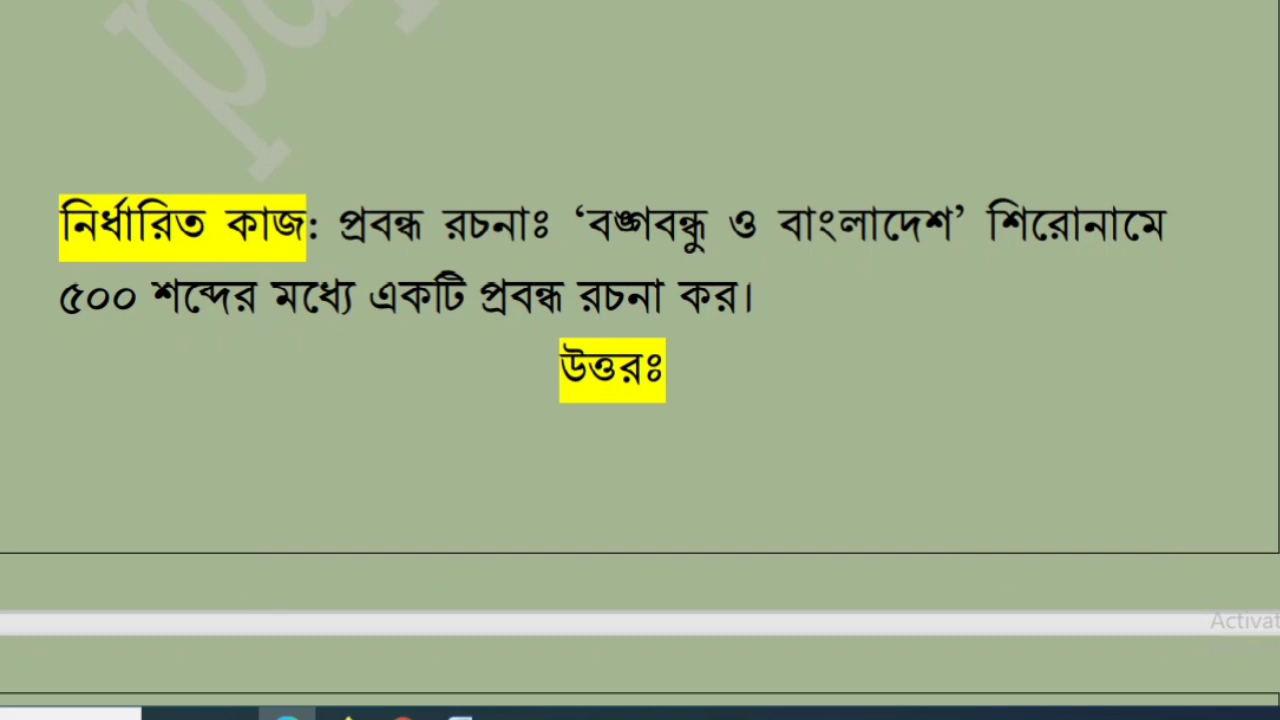 নির্ধারিত কাজ: প্রবন্ধ রচনাঃ ‘বঙ্গবন্ধু ও বাংলাদেশ’ শিরোনামে
৫০০ শব্দের মধ্যে একটি প্রবন্ধ রচনা কর।
উত্তরঃ